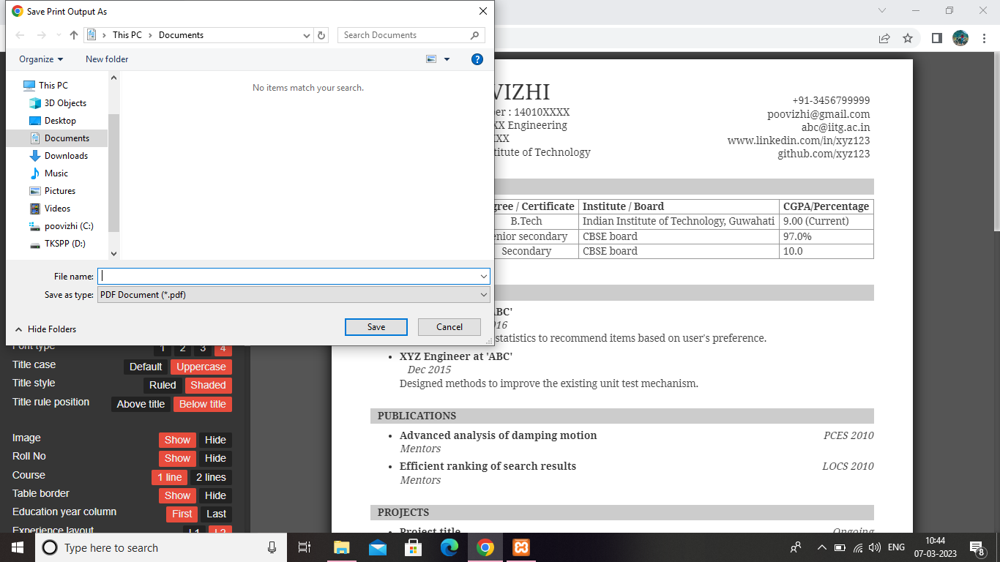 Save Print Output As
This PC > Documents
Search Documents
Organize
New folder
This PC
3D Objects
Desktop
Documents
Downloads
Music
Pictures
Videos
poovizhi (C:)
TKSPP (D:)
No items match your search.
File name:
Save as type: PDF Document (*.pdf)
Hide Folders
Save
Cancel
Font type 1 2 3 4
Title case Default Uppercase
Title style Ruled Shaded
Title rule position Above title Below title
Image Show Hide
Roll No Show Hide
Course 1 line 2 lines
Table border Show Hide
Education year column First Last
Experience layout L1 L2
VIZHI
er : 14010XXXX
XX Engineering
XXX
titute of Technology
+91-3456799999
poovizhi@gmail.com
abc@iitg.ac.in
www.linkedin.com/in/xyz123
github.com/xyz123
gree / Certificate Institute / Board CGPA/Percentage
B.Tech Indian Institute of Technology, Guwahati 9.00 (Current)
enior secondary CBSE board 97.0%
Secondary CBSE board 10.0
ABC'
016
statistics to recommend items based on user's preference.
• XYZ Engineer at 'ABC'
Dec 2015
Designed methods to improve the existing unit test mechanism.
PUBLICATIONS
• Advanced analysis of damping motion PCES 2010
Mentors
• Efficient ranking of search results LOCS 2010
Mentors
PROJECTS
• Project title Ongoing
Type here to search
ENG
10:44
07-03-2023
8